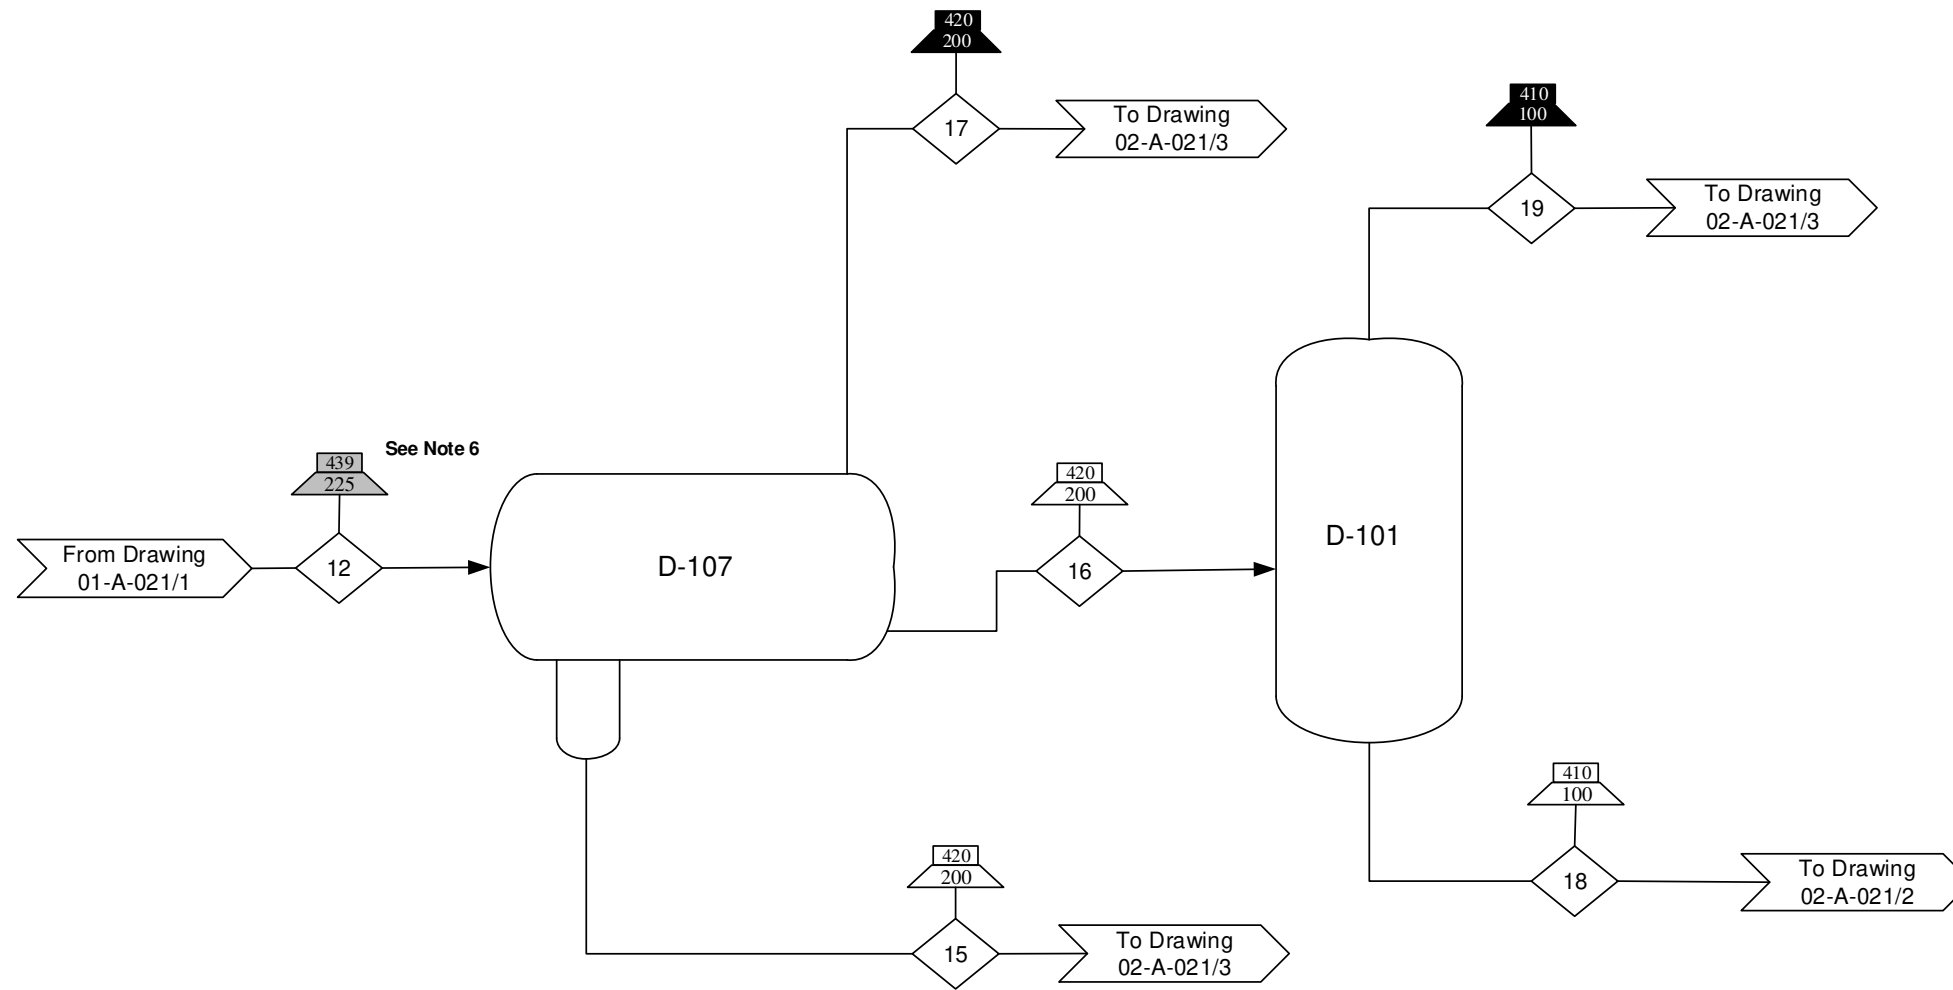 420
200
17
To Drawing
02-A-021/3
410
100
19
To Drawing
02-A-021/3
439
225
See Note 6
From Drawing
01-A-021/1
12
D-107
420
200
16
D-101
410
100
18
To Drawing
02-A-021/2
420
200
15
To Drawing
02-A-021/3